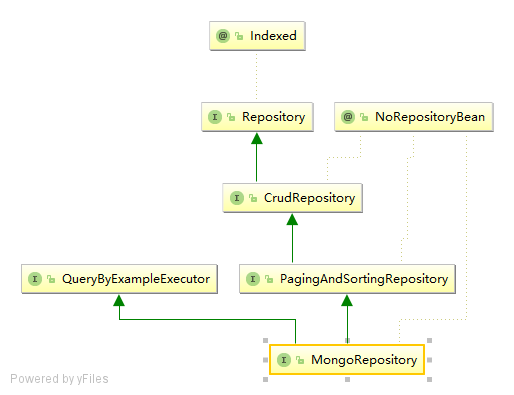 @ Indexed
I Repository
@ NoRepositoryBean
I CrudRepository
I QueryByExampleExecutor
I PagingAndSortingRepository
I MongoRepository
Powered by yFiles